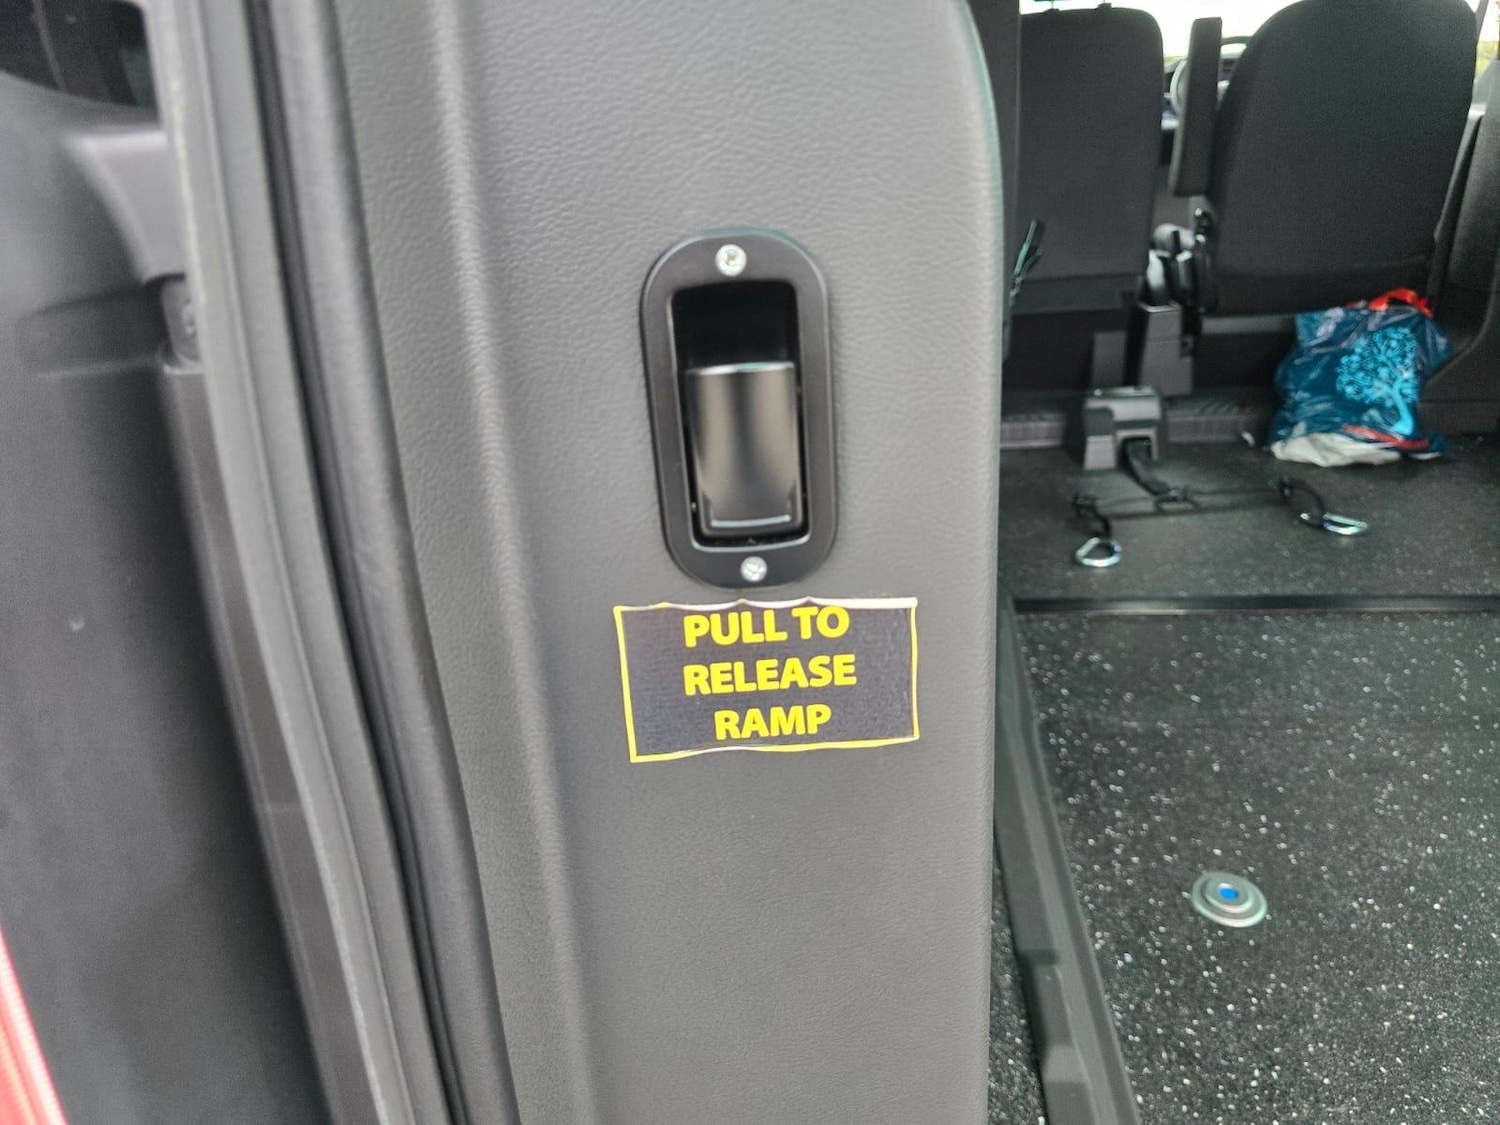 PULL TO
RELEASE
RAMP